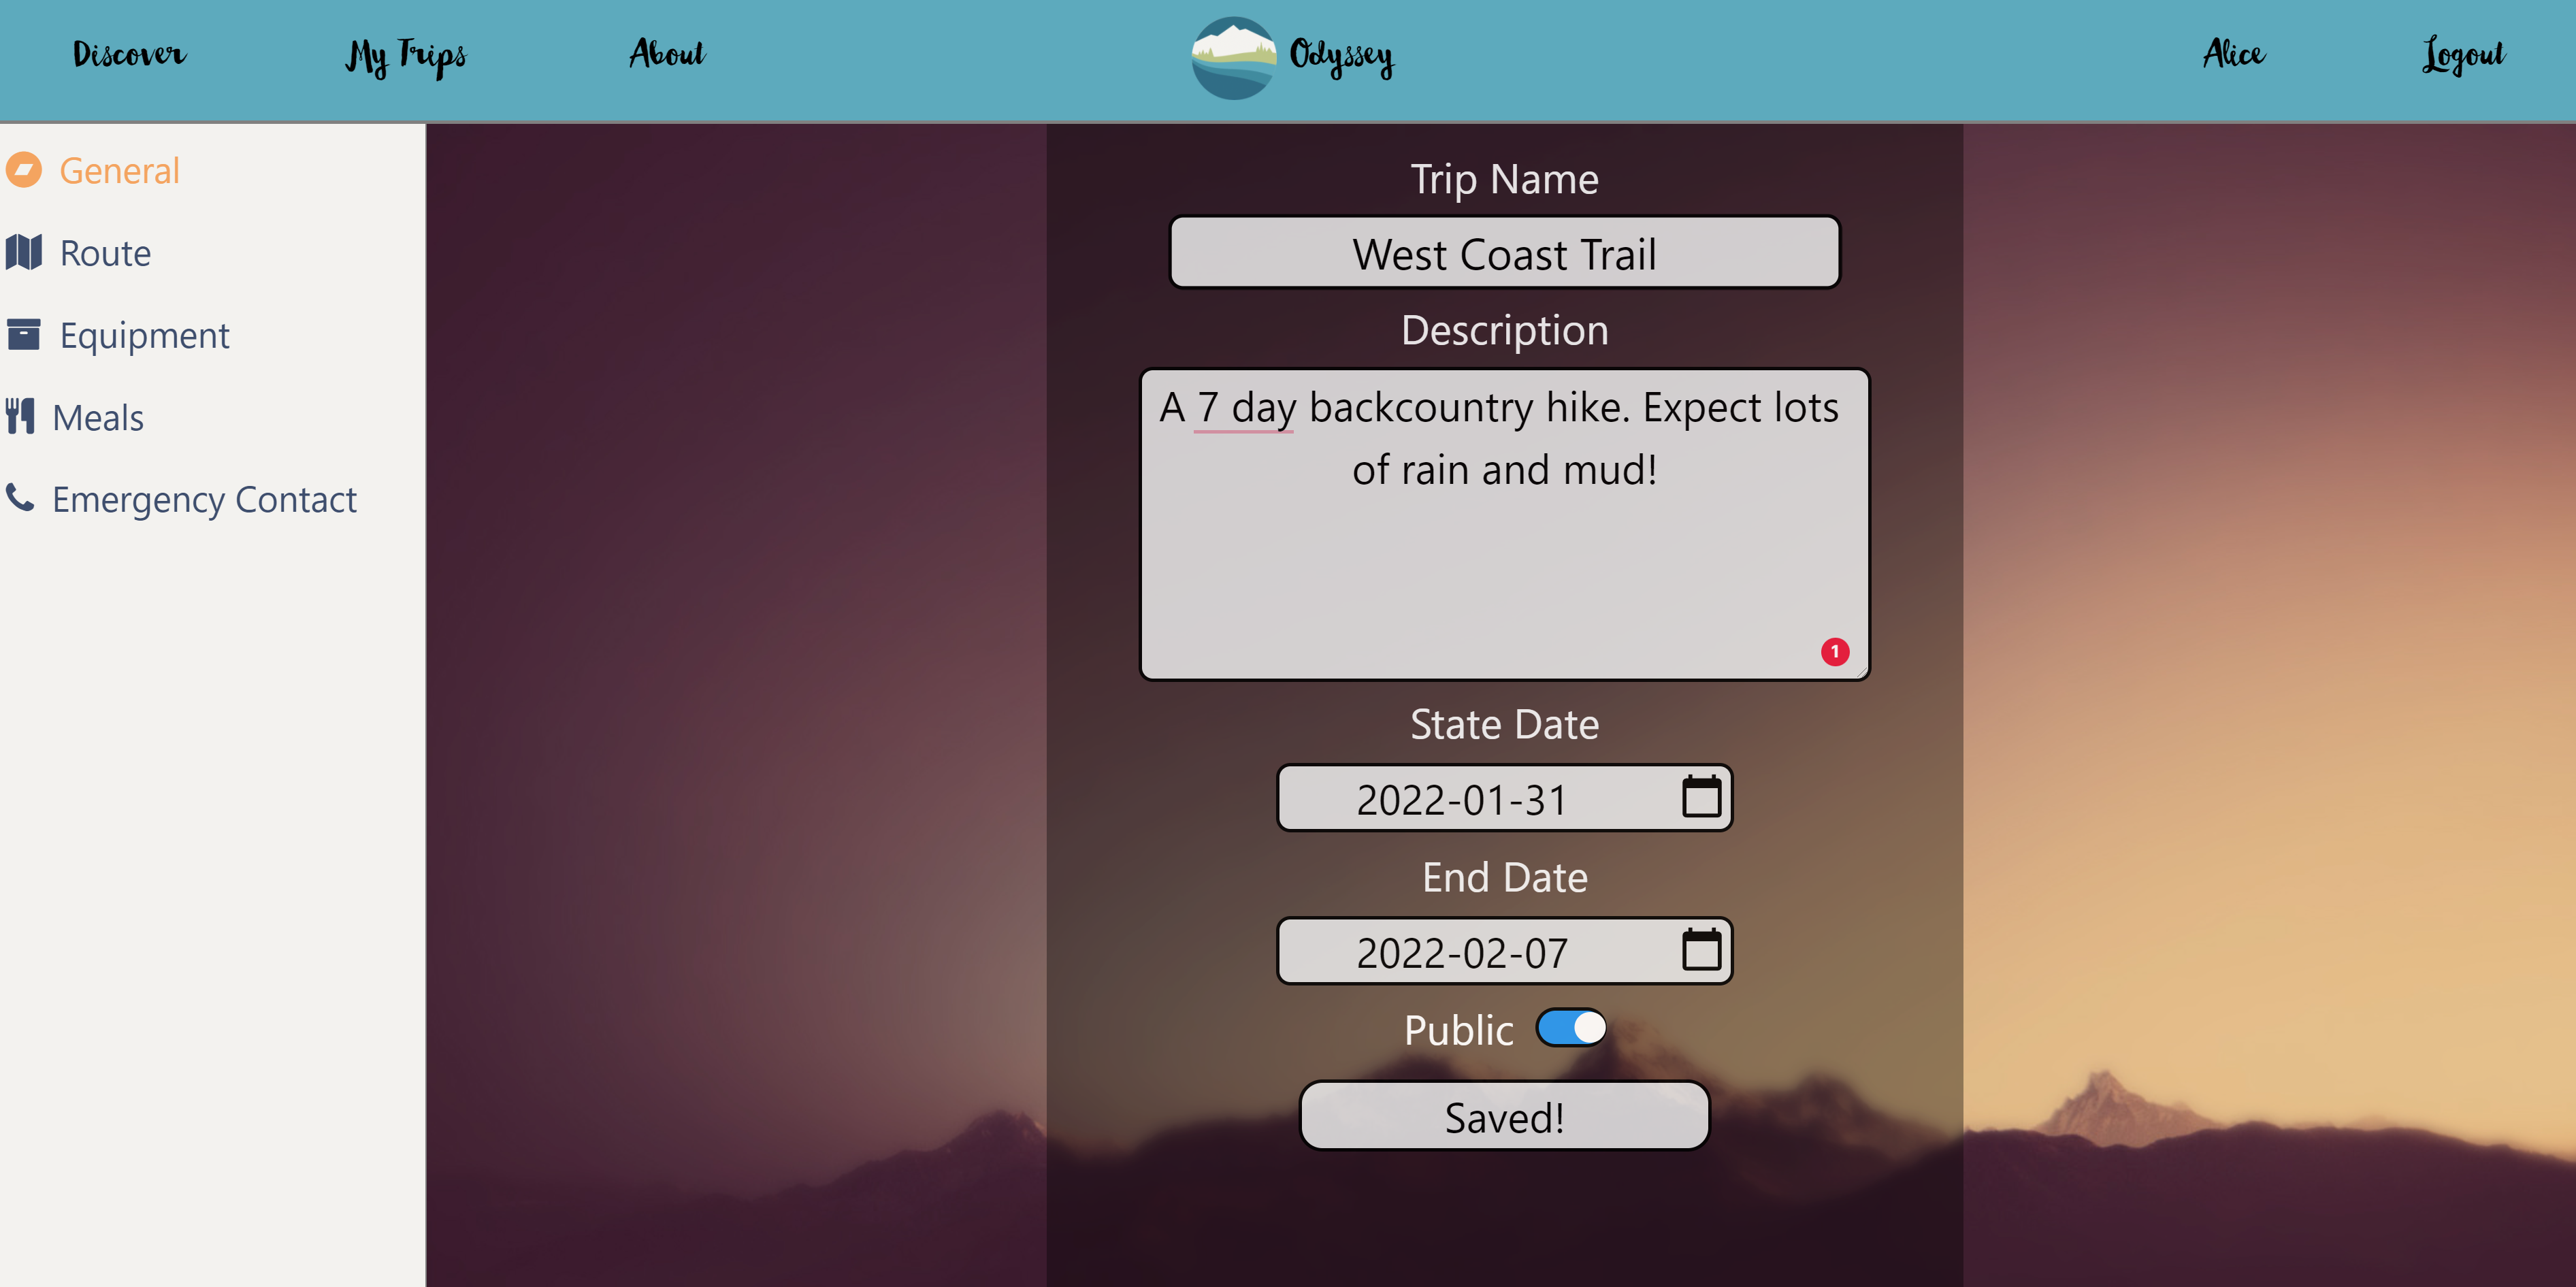 Discover
My Trips
About
Odyssey
Alice
Logout
General
Route
Equipment
Meals
Emergency Contact
Trip Name
West Coast Trail
Description
A 7 day backcountry hike. Expect lots
of rain and mud!
1
State Date
2022-01-31
End Date
2022-02-07
Public
Saved!